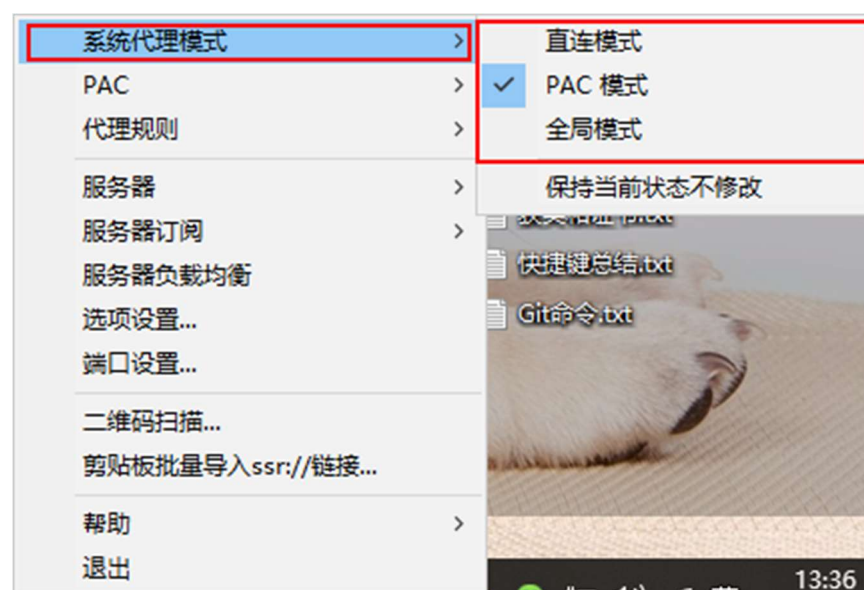 系统代理模式
PAC
代理规则
服务器
服务器订阅
服务器负载均衡
选项设置...
端口设置...
二维码扫描...
剪贴板批量导入ssr://链接...
帮助
退出
直连模式
PAC 模式
全局模式
保持当前状态不修改
快捷键总结.txt
Git命令.txt
13:36